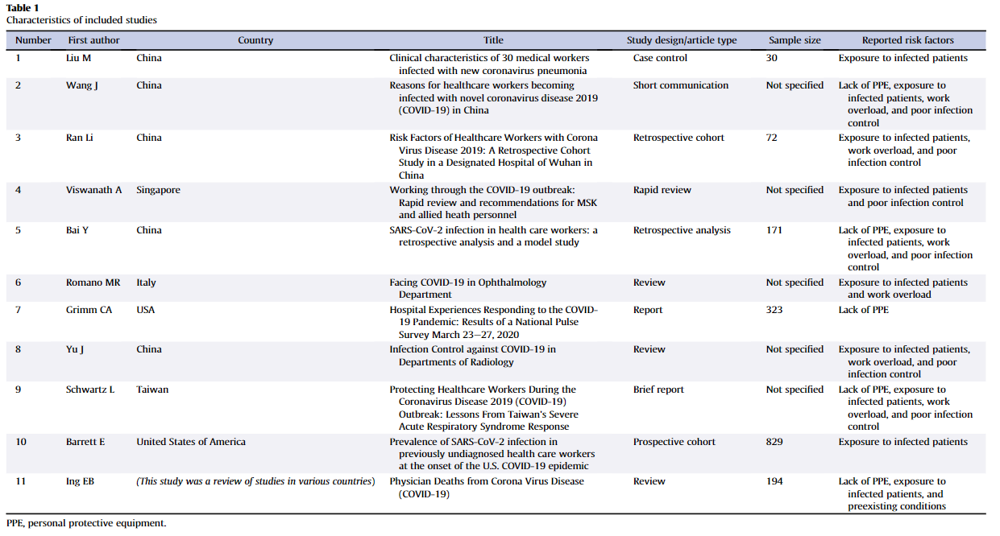 Table 1
Characteristics of included studies
Number First author Country Title Study design/article type Sample size Reported risk factors
1 Liu M China Clinical characteristics of 30 medical workers Case control 30 Exposure to infected patients
infected with new coronavirus pneumonia
2 Wang J China Reasons for healthcare workers becoming Short communication Not specified Lack of PPE, exposure to
infected with novel coronavirus disease 2019 infected patients, work
(COVID-19) in China overload, and poor infection
control
3 Ran Li China Risk Factors of Healthcare Workers with Corona Retrospective cohort 72 Exposure to infected patients,
Virus Disease 2019: A Retrospective Cohort work overload, and poor
Study in a Designated Hospital of Wuhan in infection control
China
4 Viswanath A Singapore Working through the COVID-19 outbreak: Rapid review Not specified Exposure to infected patients
Rapid review and recommendations for MSK and poor infection control
and allied heath personnel
5 Bai Y China SARS-CoV-2 infection in health care workers: a Retrospective analysis 171 Lack of PPE, exposure to
retrospective analysis and a model study infected patients, work
overload, and poor infection
control
6 Romano MR Italy Facing COVID-19 in Ophthalmology Review Not specified Exposure to infected patients
Department and work overload
7 Grimm CA USA Hospital Experiences Responding to the COVID- Report 323 Lack of PPE
19 Pandemic: Results of a National Pulse
Survey March 23–27, 2020
8 Yu J China Infection Control against COVID-19 in Review Not specified Exposure to infected patients,
Departments of Radiology work overload, and poor
infection control
9 Schwartz L Taiwan Protecting Healthcare Workers During the Brief report Not specified Lack of PPE, exposure to
Coronavirus Disease 2019 (COVID-19) infected patients, work
Outbreak: Lessons From Taiwan's Severe overload, and poor infection
Acute Respiratory Syndrome Response control
10 Barrett E United States of America Prevalence of SARS-CoV-2 infection in Prospective cohort 829 Exposure to infected patients
previously undiagnosed health care workers
at the onset of the U.S. COVID-19 epidemic
11 Ing EB (This study was a review of studies in various countries) Physician Deaths from Corona Virus Disease Review 194 Lack of PPE, exposure to
(COVID-19) infected patients, and
preexisting conditions
PPE, personal protective equipment.